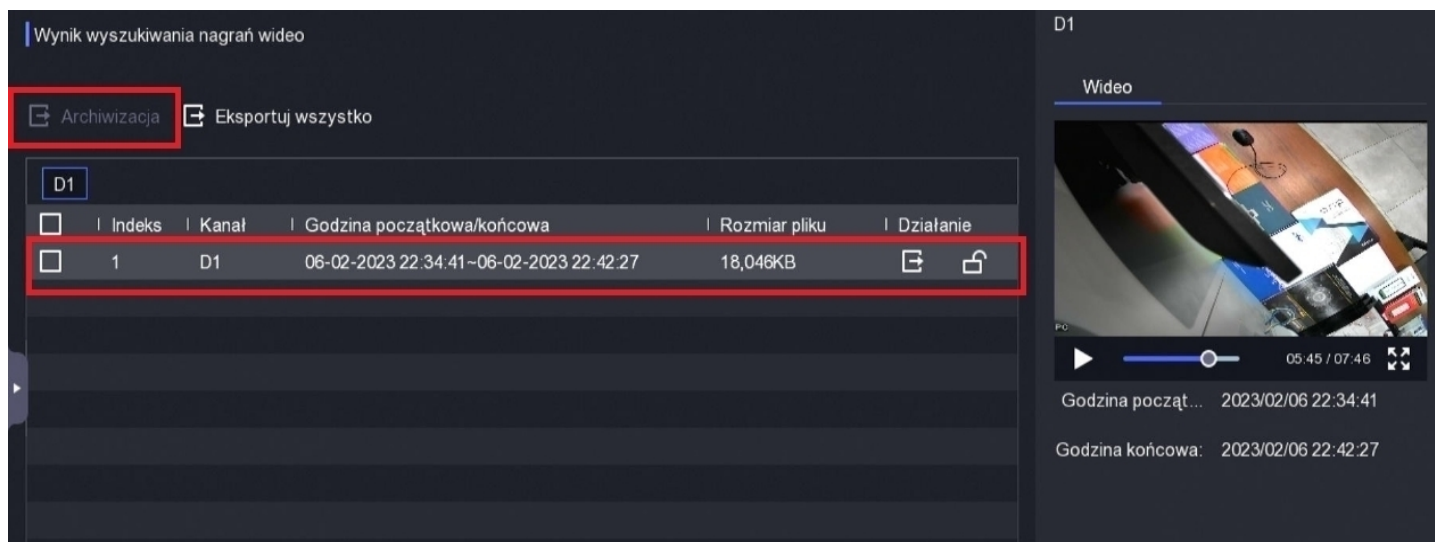 Wynik wyszukiwania nagrań wideo
Archiwizacja
Eksportuj wszystko
D1
Indeks
Kanał
Godzina początkowa/końcowa
Rozmiar pliku
Działanie
1
D1
06-02-2023 22:34:41~06-02-2023 22:42:27
18,046KB
D1
Wideo
05:45 / 07:46
Godzina począt...
2023/02/06 22:34:41
Godzina końcowa:
2023/02/06 22:42:27